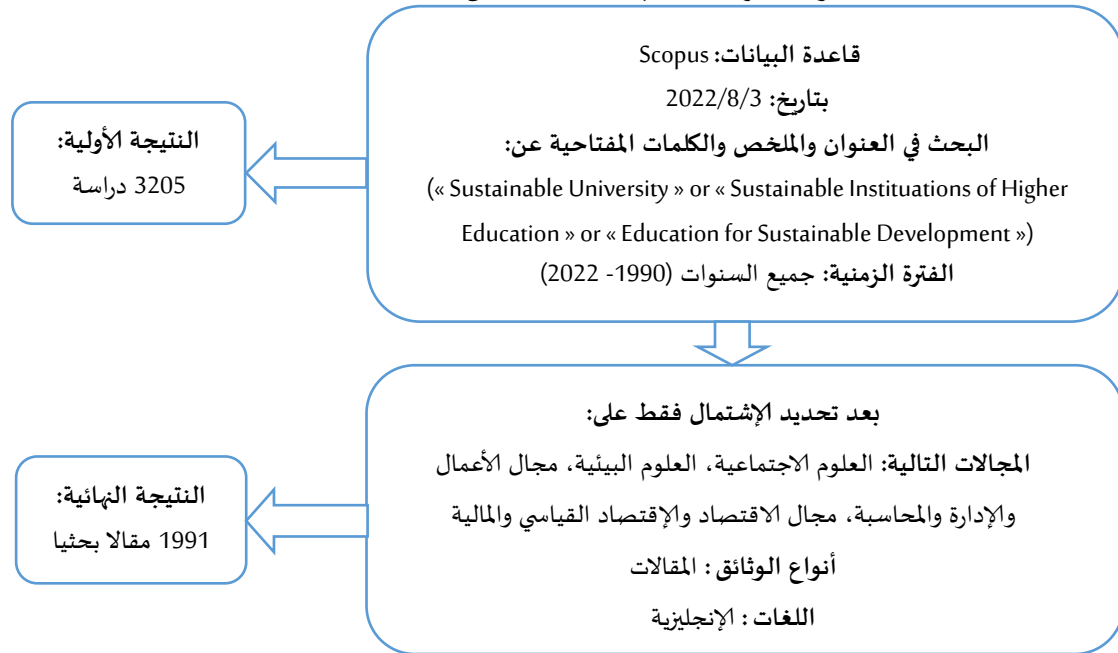 قاعدة البيانات: Scopus
بتاريخ: 2022/8/3
البحث في العنوان والملخص والكلمات المفتاحية عن:
(« Sustainable University » or « Sustainable Instituations of Higher
Education » or « Education for Sustainable Development »)
الفترة الزمنية: جميع السنوات (1990- 2022)
النتيجة الأولية:
3205 دراسة
بعد تحديد الإشتمال فقط على:
المجالات التالية: العلوم الاجتماعية، العلوم البيئية، مجال الأعمال
والإدارة والمحاسبة، مجال الاقتصاد والإقتصاد القياسي والمالية
أنواع الوثائق : المقالات
اللغات : الإنجليزية
النتيجة النهائية:
1991 مقالا بحثيا